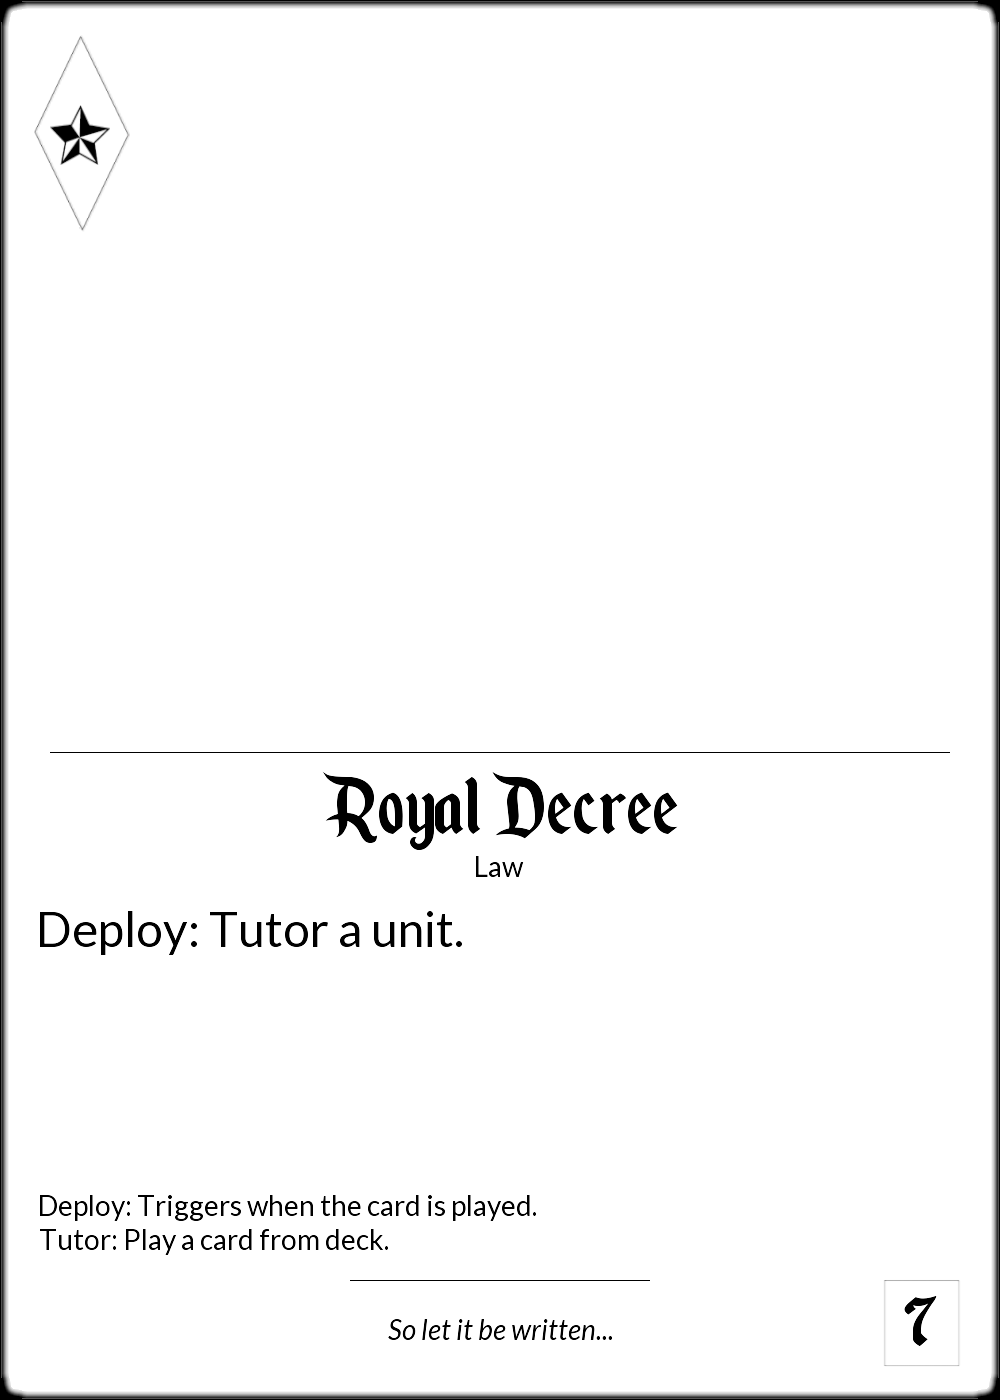 Royal Decree
Law
Deploy: Tutor a unit.
Deploy: Triggers when the card is played.
Tutor: Play a card from deck.
So let it be written...
7